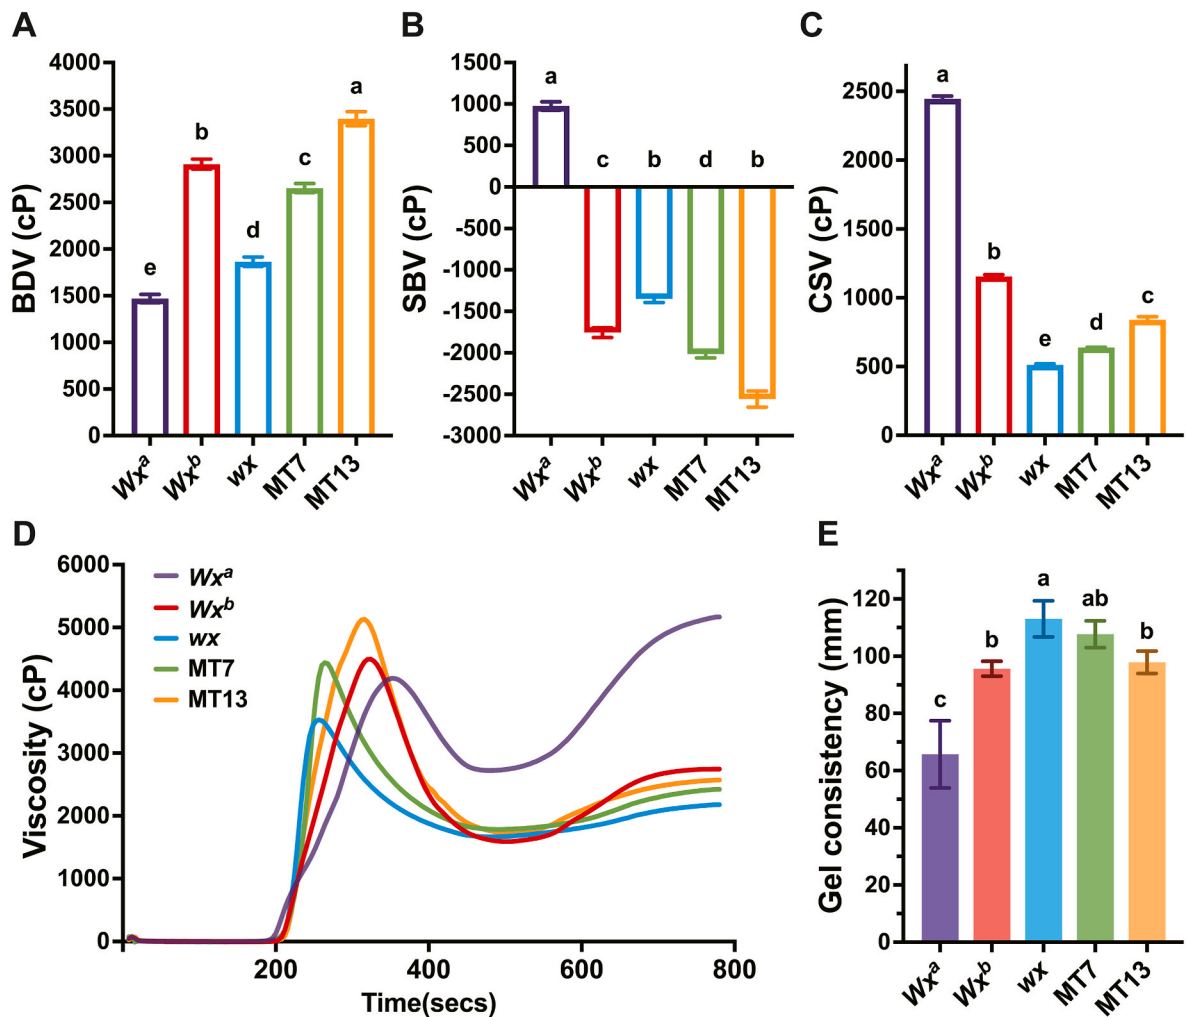 A
BDV (cP)
4000
3500
3000
2500
2000
1500
1000
500
0
e
b
d
c
a
Wxᵃ
Wxᵇ
wx
MT7
MT13
B
SBV (cP)
1500
1000
500
0
-500
-1000
-1500
-2000
-2500
-3000
a
c
b
d
b
Wxᵃ
Wxᵇ
wx
MT7
MT13
C
CSV (cP)
2500
2000
1500
1000
500
0
a
b
e
d
c
Wxᵃ
Wxᵇ
wx
MT7
MT13
D
Viscosity (cP)
6000
5000
4000
3000
2000
1000
0
Wxᵃ
Wxᵇ
wx
MT7
MT13
200
400
600
800
Time(secs)
E
Gel consistency (mm)
120
100
80
60
40
20
0
c
b
a
ab
b
Wxᵃ
Wxᵇ
wx
MT7
MT13